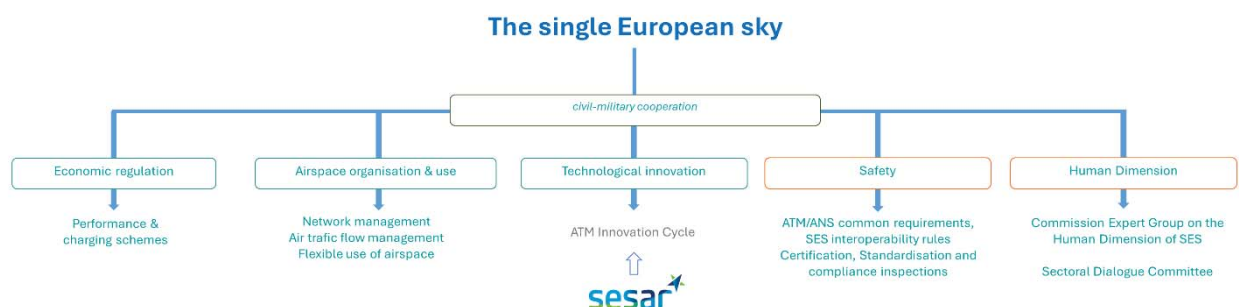 The single European sky
civil-military cooperation
Economic regulation
Airspace organisation & use
Technological innovation
Safety
Human Dimension
Performance &
charging schemes
Network management
Air trafic flow management
Flexible use of airspace
ATM Innovation Cycle
sesar
ATM/ANS common requirements,
SES interoperability rules
Certification, Standardisation and
compliance inspections
Commission Expert Group on the
Human Dimension of SES
Sectoral Dialogue Committee